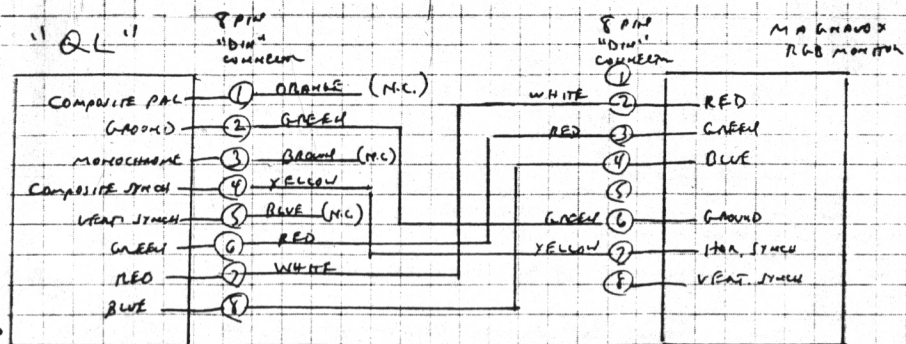 "QL"
8 PIN
"DIN"
CONNECTOR
8 PIN
"DIN"
CONNECTOR
MAGNAVOX
RGB MONITOR
COMPOSITE PAL 1 ORANGE (N.C.)
GROUND 2 GREEN
MONOCHROME 3 BROWN (N.C)
COMPOSITE SYNCH 4 YELLOW
VERT. SYNCH 5 BLUE (N.C.)
GREEN 6 RED
RED 7 WHITE
BLUE 8
1
WHITE 2 RED
RED 3 GREEN
4 BLUE
5
GREEN 6 GROUND
YELLOW 7 HOR. SYNCH
8 VERT. SYNCH